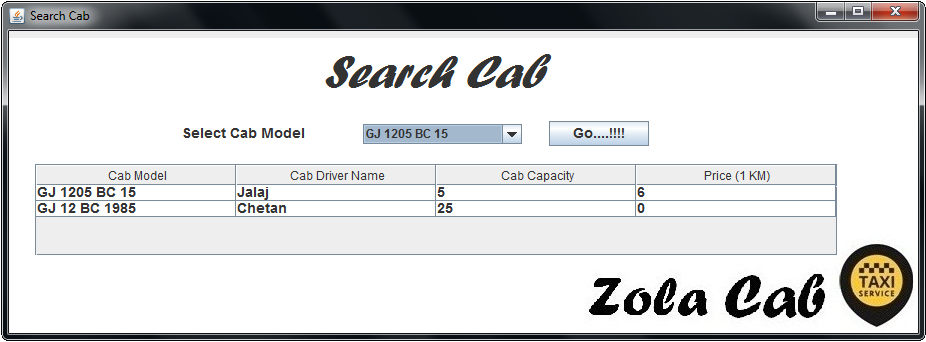 Search Cab
Search Cab
Select Cab Model GJ 1205 BC 15 Go....!!!!
Cab Model Cab Driver Name Cab Capacity Price (1 KM)
GJ 1205 BC 15 Jalaj 5 6
GJ 12 BC 1985 Chetan 25 0
Zola Cab
TAXI
SERVICE